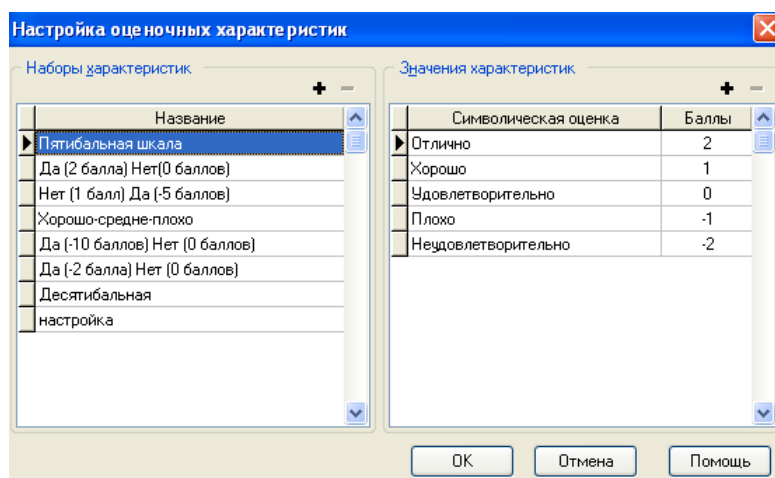 Настройка оценочных характеристик
Наборы характеристик
Название
Пятибальная шкала
Да (2 балла) Нет(0 баллов)
Нет (1 балл) Да (-5 баллов)
Хорошо-средне-плохо
Да (-10 баллов) Нет (0 баллов)
Да (-2 балла) Нет (0 баллов)
Десятибальная
настройка
Значения характеристик
Символическая оценка Баллы
Отлично 2
Хорошо 1
Удовлетворительно 0
Плохо -1
Неудовлетворительно -2
OK Отмена Помощь